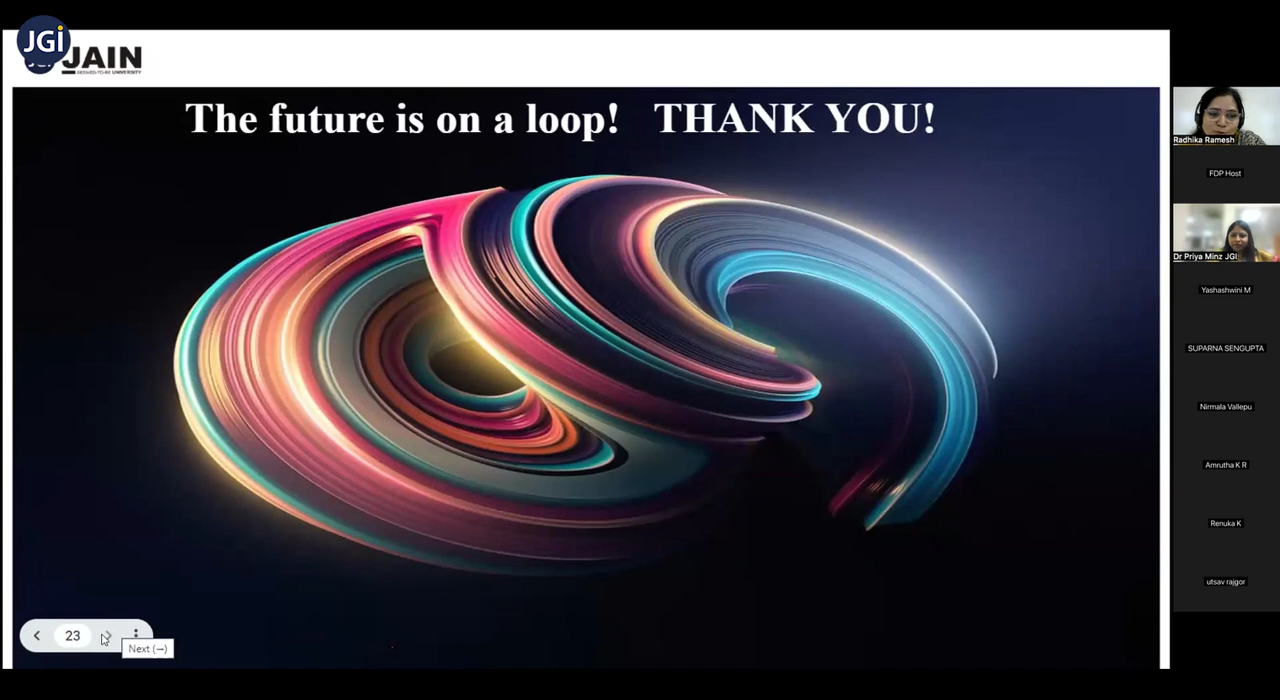 JGi
JAIN
DEEMED-TO-BE UNIVERSITY
The future is on a loop! THANK YOU!
Radhika Ramesh
FDP Host
Dr Priya Minz JGI
Yashashwini M
SUPARNA SENGUPTA
Nirmala Vallepu
Amrutha K R
Renuka K
utsav rajgor
23
Next (→)